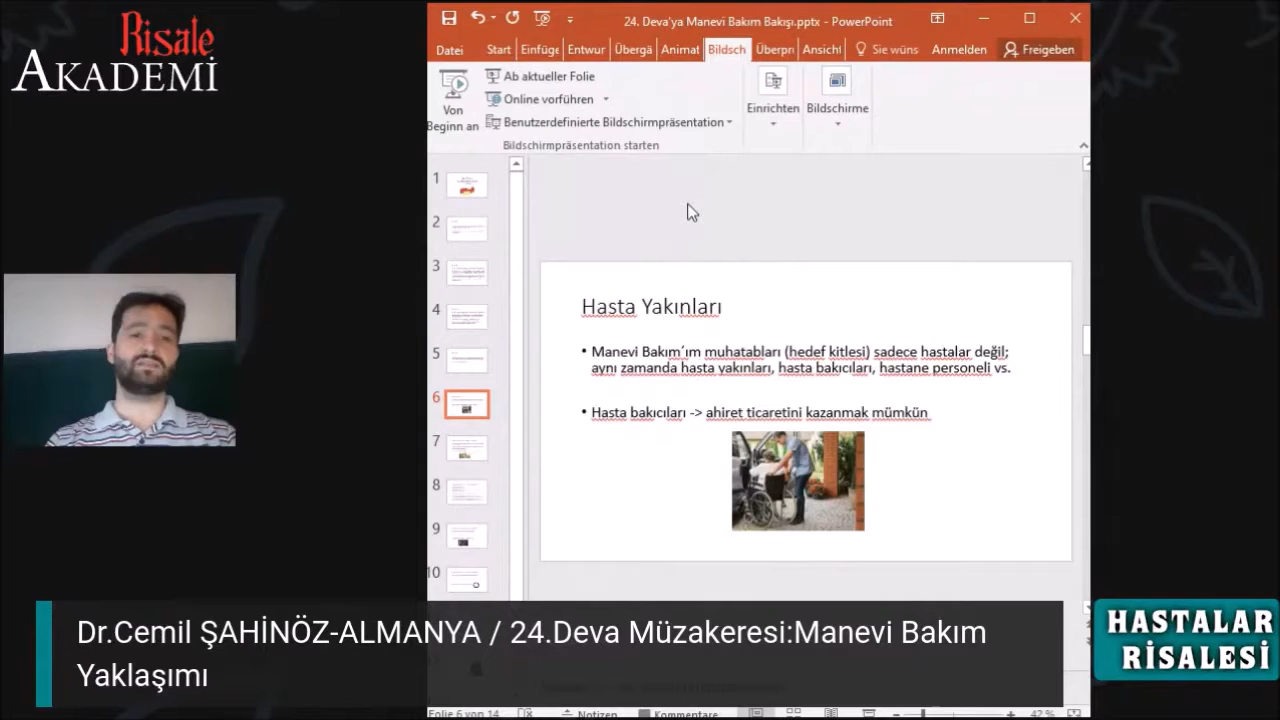 Risale
AKADEMİ
24. Deva'ya Manevi Bakım Bakışı.pptx - PowerPoint
Datei Start Einfüge Entwur Übergä Animat Bildsch Überpr Ansicht Sie wüns Anmelden Freigeben
Von
Beginn an
Ab aktueller Folie
Online vorführen
Benutzerdefinierte Bildschirmpräsentation
Einrichten
Bildschirme
Bildschirmpräsentation starten
1
2
3
4
5
6
7
8
9
10
Hasta Yakınları
• Manevi Bakım´ım muhatabları (hedef kitlesi) sadece hastalar değil;
aynı zamanda hasta yakınları, hasta bakıcıları, hastane personeli vs.
• Hasta bakıcıları -> ahiret ticaretini kazanmak mümkün
Dr.Cemil ŞAHİNÖZ-ALMANYA / 24.Deva Müzakeresi:Manevi Bakım
Yaklaşımı
HASTALAR
RİSALESİ
Folie 6 von 14 Notizen Kommentare 42 %